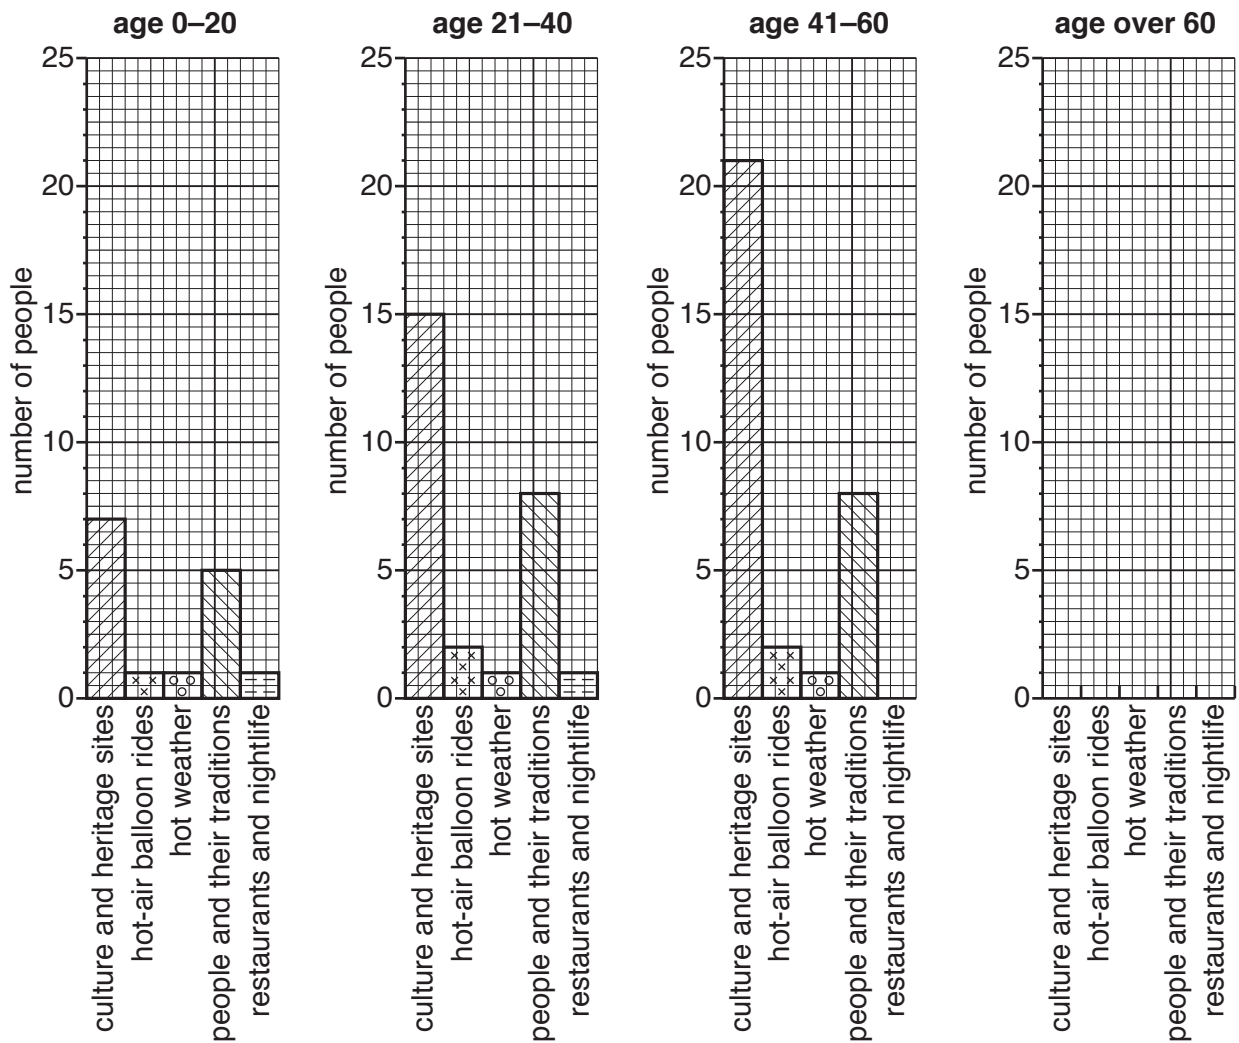 age 0–20
25
20
15
10
5
0
number of people
culture and heritage sites
hot-air balloon rides
hot weather
people and their traditions
restaurants and nightlife
age 21–40
25
20
15
10
5
0
number of people
culture and heritage sites
hot-air balloon rides
hot weather
people and their traditions
restaurants and nightlife
age 41–60
25
20
15
10
5
0
number of people
culture and heritage sites
hot-air balloon rides
hot weather
people and their traditions
restaurants and nightlife
age over 60
25
20
15
10
5
0
number of people
culture and heritage sites
hot-air balloon rides
hot weather
people and their traditions
restaurants and nightlife